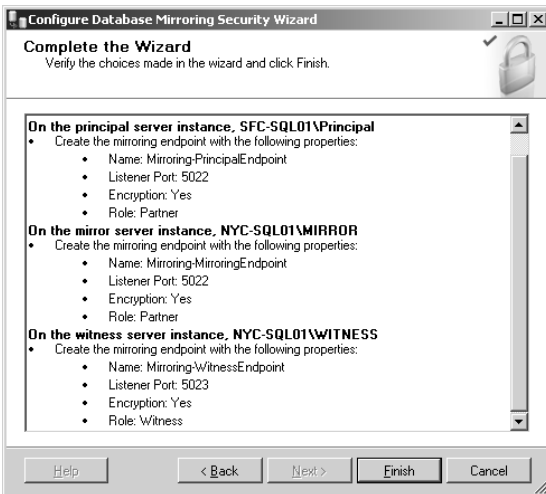 Configure Database Mirroring Security Wizard
Complete the Wizard
Verify the choices made in the wizard and click Finish.
On the principal server instance, SFC-SQL01\Principal
• Create the mirroring endpoint with the following properties:
• Name: Mirroring-PrincipalEndpoint
• Listener Port: 5022
• Encryption: Yes
• Role: Partner
On the mirror server instance, NYC-SQL01\MIRROR
• Create the mirroring endpoint with the following properties:
• Name: Mirroring-MirroringEndpoint
• Listener Port: 5022
• Encryption: Yes
• Role: Partner
On the witness server instance, NYC-SQL01\WITNESS
• Create the mirroring endpoint with the following properties:
• Name: Mirroring-WitnessEndpoint
• Listener Port: 5023
• Encryption: Yes
• Role: Witness
Help < Back Next > Finish Cancel